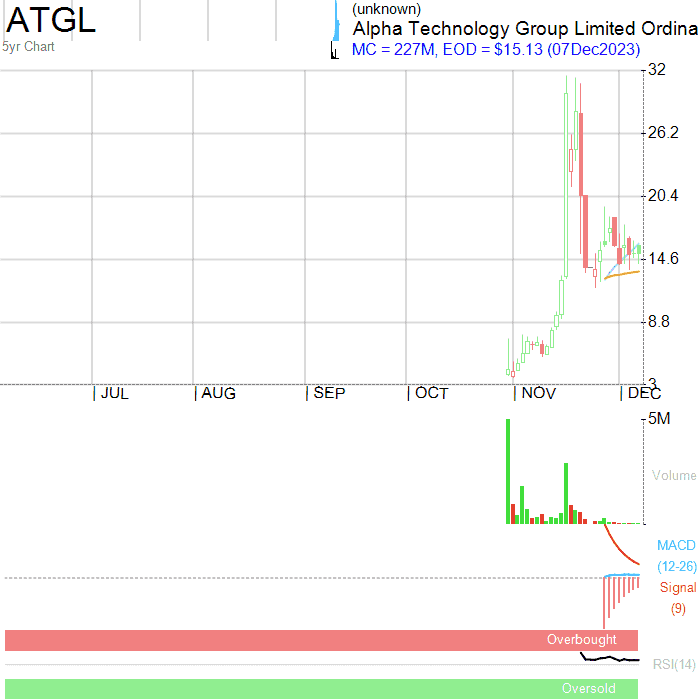 ATGL
5yr Chart
(unknown)
Alpha Technology Group Limited Ordina
MC = 227M, EOD = $15.13 (07Dec2023)
32
26.2
20.4
14.6
8.8
3
JUL AUG SEP OCT NOV DEC
5M
Volume
MACD
(12-26)
Signal
(9)
Overbought
RSI(14)
Oversold